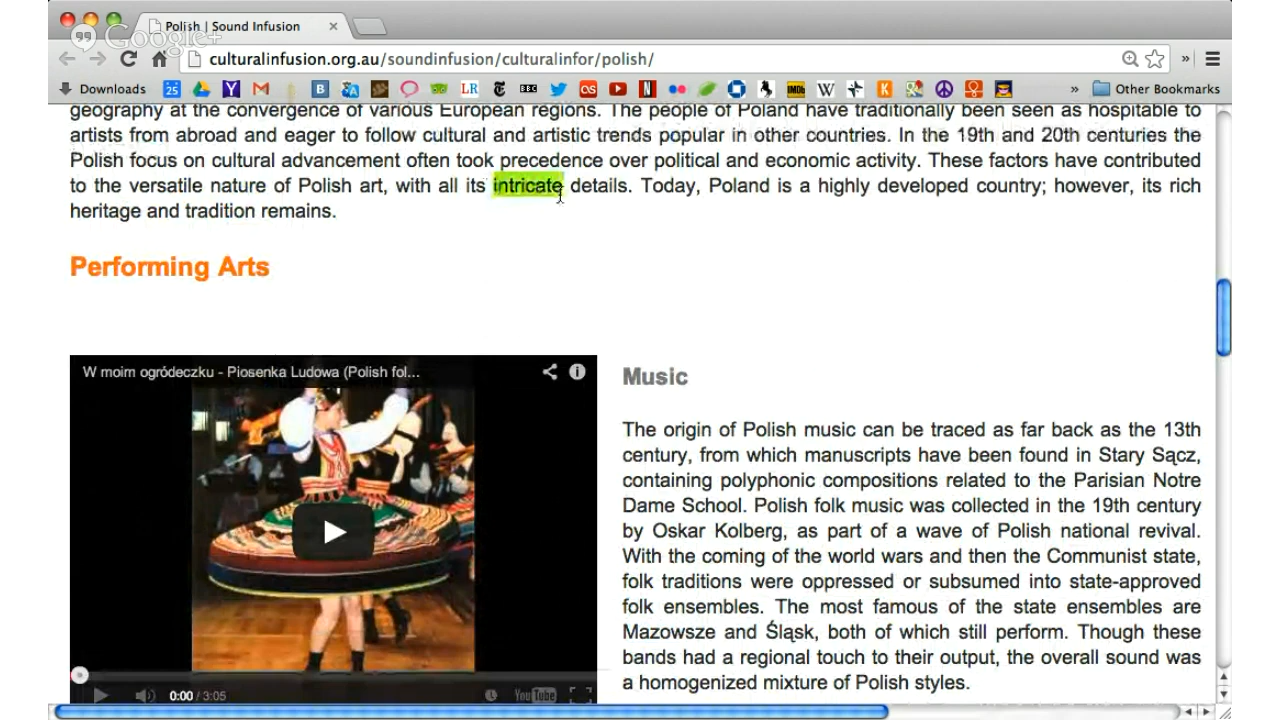 Polish | Sound Infusion
Google+
culturalinfusion.org.au/soundinfusion/culturalinfor/polish/
Downloads
25
LR
BBC
IMDb
W
K
» Other Bookmarks
geography at the convergence of various European regions. The people of Poland have traditionally been seen as hospitable to
artists from abroad and eager to follow cultural and artistic trends popular in other countries. In the 19th and 20th centuries the
Polish focus on cultural advancement often took precedence over political and economic activity. These factors have contributed
to the versatile nature of Polish art, with all its intricate details. Today, Poland is a highly developed country; however, its rich
heritage and tradition remains.
Performing Arts
W moim ogródeczku - Piosenka Ludowa (Polish fol...
0:00 / 3:05
YouTube
Music
The origin of Polish music can be traced as far back as the 13th
century, from which manuscripts have been found in Stary Sącz,
containing polyphonic compositions related to the Parisian Notre
Dame School. Polish folk music was collected in the 19th century
by Oskar Kolberg, as part of a wave of Polish national revival.
With the coming of the world wars and then the Communist state,
folk traditions were oppressed or subsumed into state-approved
folk ensembles. The most famous of the state ensembles are
Mazowsze and Śląsk, both of which still perform. Though these
bands had a regional touch to their output, the overall sound was
a homogenized mixture of Polish styles.